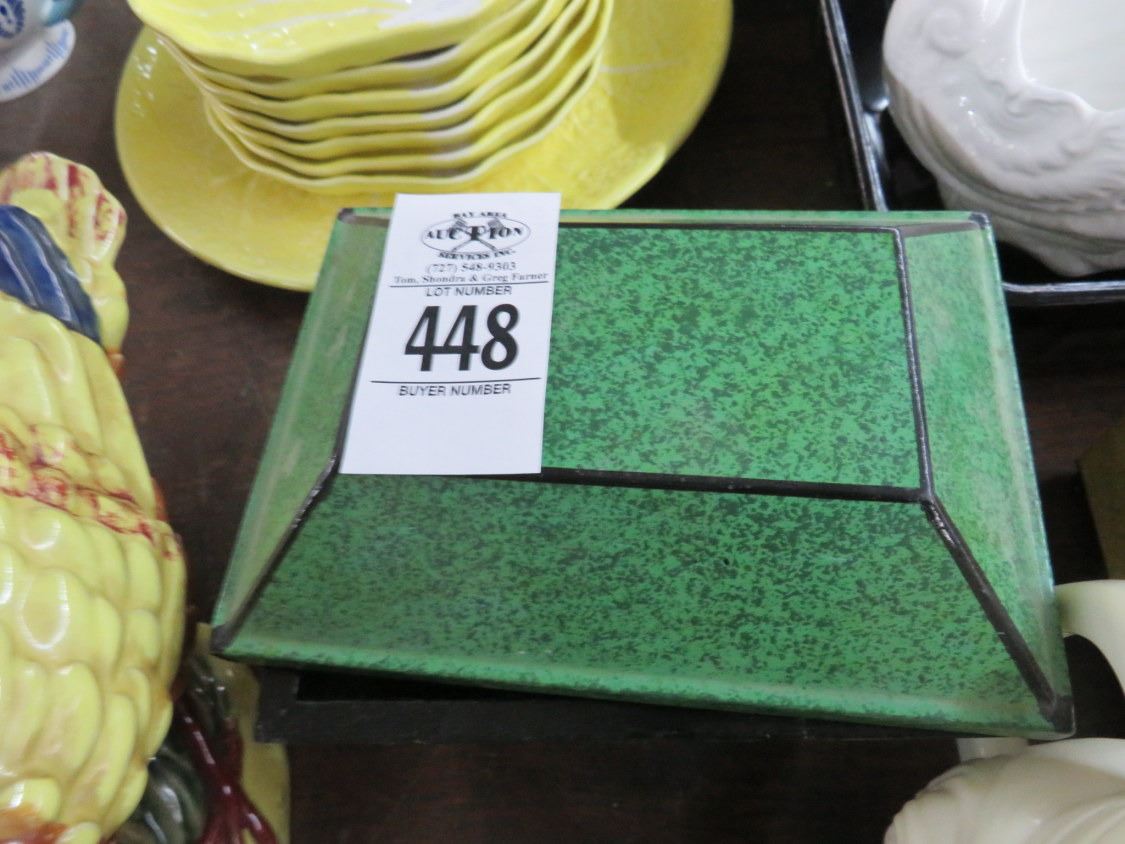 BAY AREA
AUCTION
SERVICES INC.
(727) 548-9303
Tom, Shondra & Greg Farner
LOT NUMBER
448
BUYER NUMBER